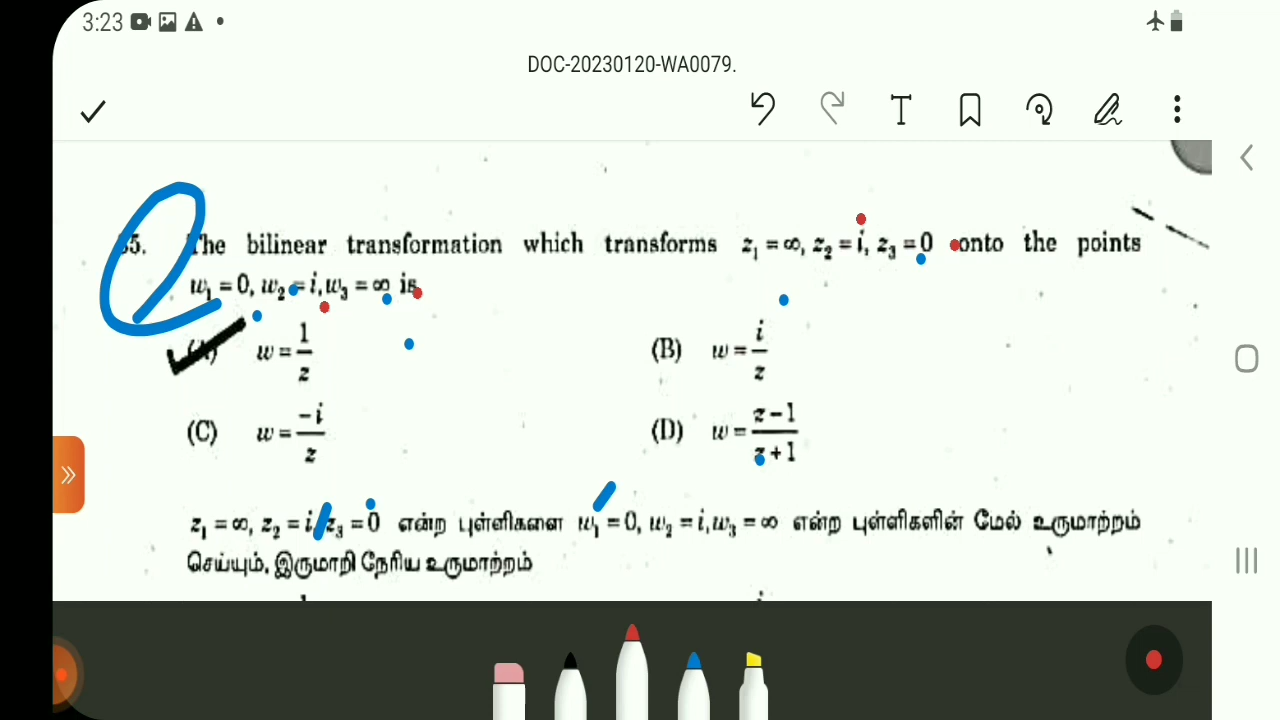 3:23
DOC-20230120-WA0079.
T
35. The bilinear transformation which transforms z₁ = ∞, z₂ = i, z₃ = 0 onto the points
w₁ = 0, w₂ = i, w₃ = ∞ is
(A) w = 1/z (B) w = i/z
(C) w = -i/z (D) w = z-1/z+1
z₁ = ∞, z₂ = i, z₃ = 0 என்ற புள்ளிகளை w₁ = 0, w₂ = i, w₃ = ∞ என்ற புள்ளிகளின் மேல் உருமாற்றம்
செய்யும், இருமாறி நேரிய உருமாற்றம்